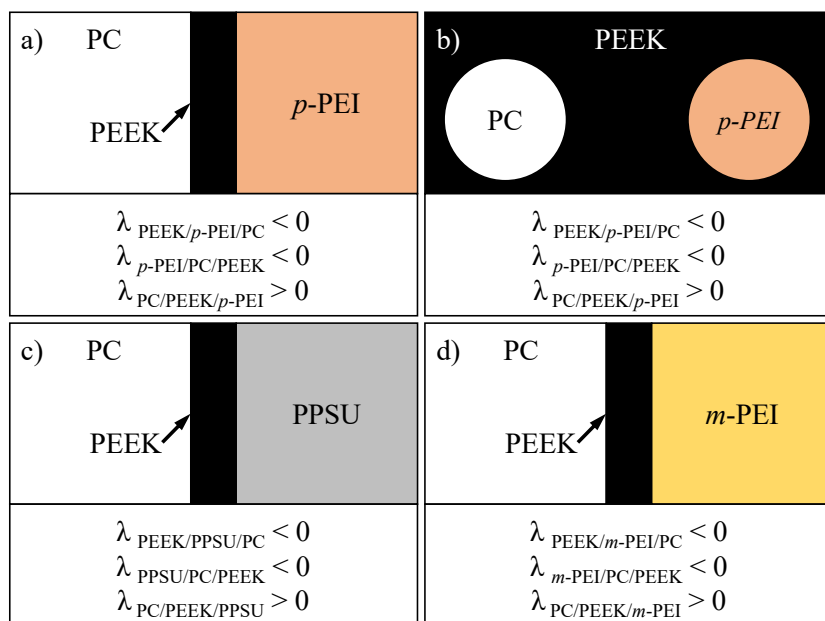 a)
PC
PEEK
p-PEI
λ PEEK/p-PEI/PC < 0
λ p-PEI/PC/PEEK < 0
λ PC/PEEK/p-PEI > 0
b)
PEEK
PC
p-PEI
λ PEEK/p-PEI/PC < 0
λ p-PEI/PC/PEEK < 0
λ PC/PEEK/p-PEI > 0
c)
PC
PEEK
PPSU
λ PEEK/PPSU/PC < 0
λ PPSU/PC/PEEK < 0
λ PC/PEEK/PPSU > 0
d)
PC
PEEK
m-PEI
λ PEEK/m-PEI/PC < 0
λ m-PEI/PC/PEEK < 0
λ PC/PEEK/m-PEI > 0